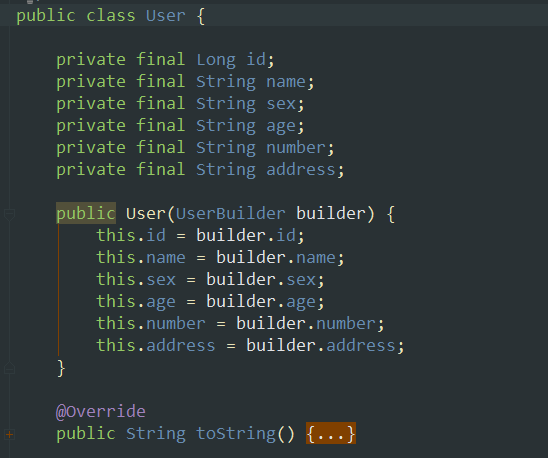 public class User {
private final Long id;
private final String name;
private final String sex;
private final String age;
private final String number;
private final String address;
public User(UserBuilder builder) {
this.id = builder.id;
this.name = builder.name;
this.sex = builder.sex;
this.age = builder.age;
this.number = builder.number;
this.address = builder.address;
}
@Override
public String toString() {...}